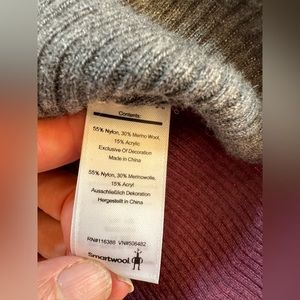 Contents:
55% Nylon, 30% Merino Wool,
15% Acrylic
Exclusive Of Decoration
Made in China
55% Nylon, 30% Merinowolle,
15% Acryl
Ausschließlich Dekoration
Hergestellt in China
RN#116388 VN#506482
Smartwool